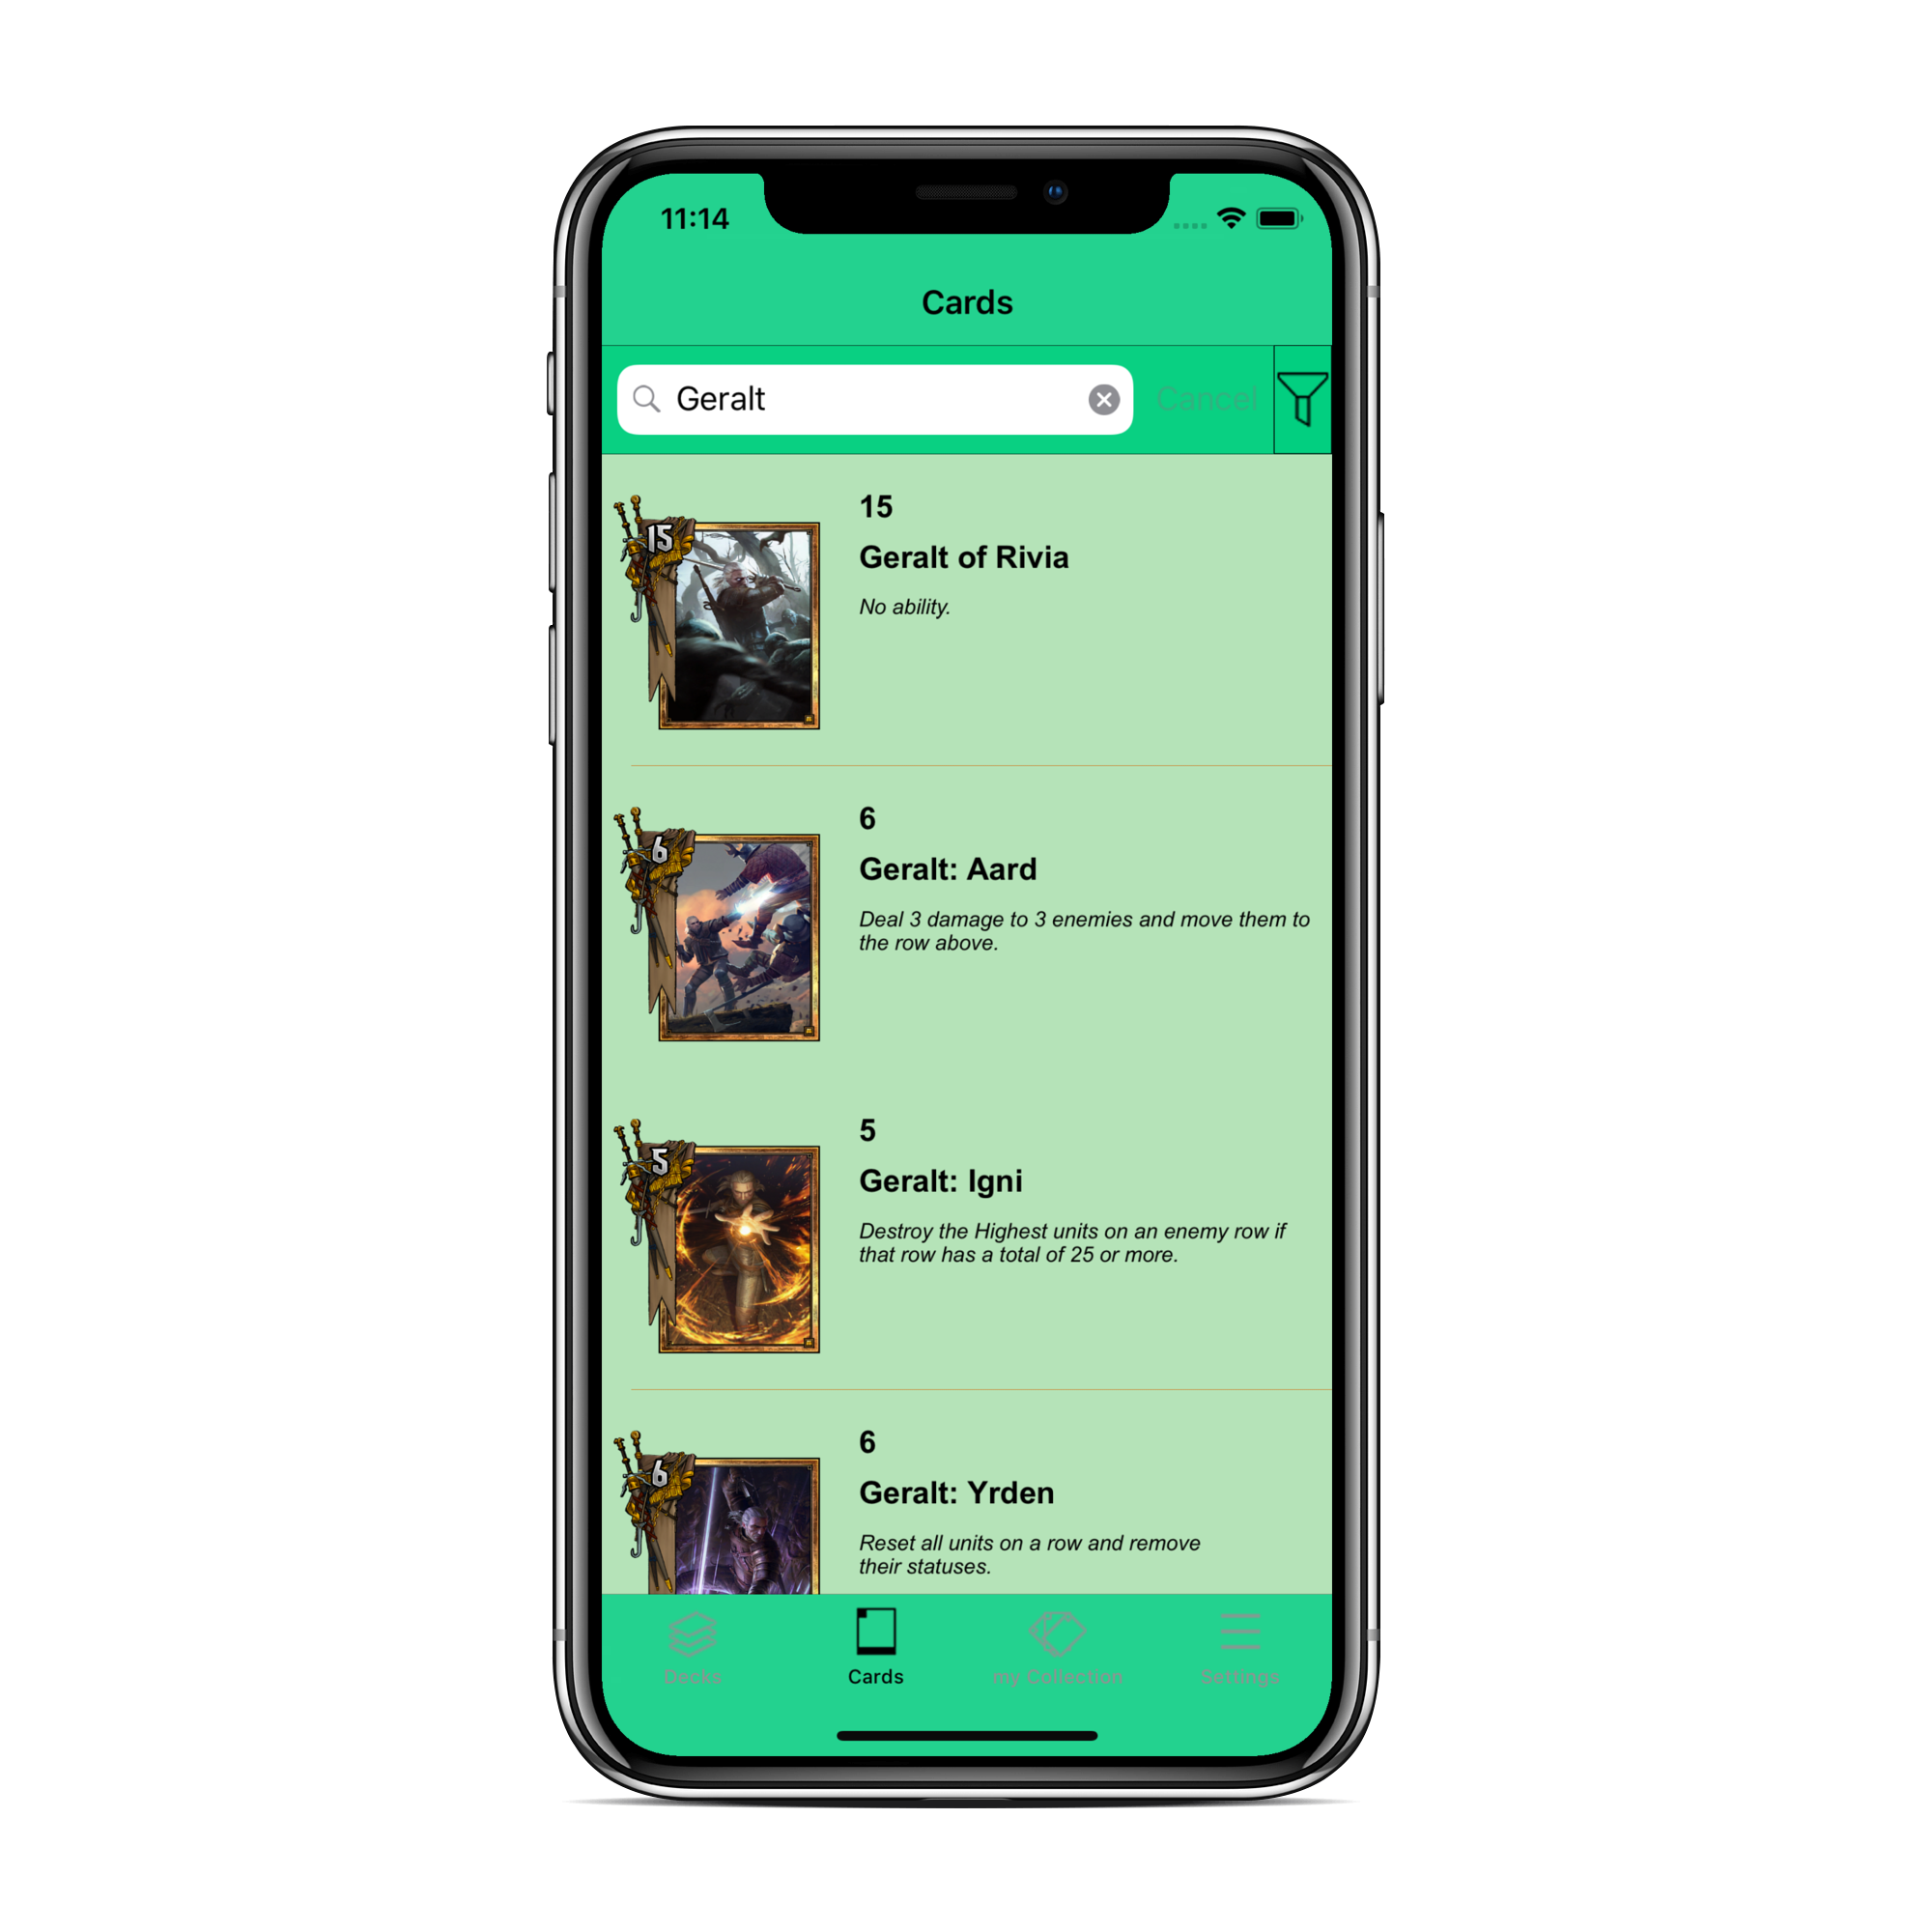 11:14
Cards
Geralt
Cancel
15
15
Geralt of Rivia
No ability.
6
6
Geralt: Aard
Deal 3 damage to 3 enemies and move them to
the row above.
5
5
Geralt: Igni
Destroy the Highest units on an enemy row if
that row has a total of 25 or more.
6
6
Geralt: Yrden
Reset all units on a row and remove
their statuses.
Decks
Cards
my Collection
Settings